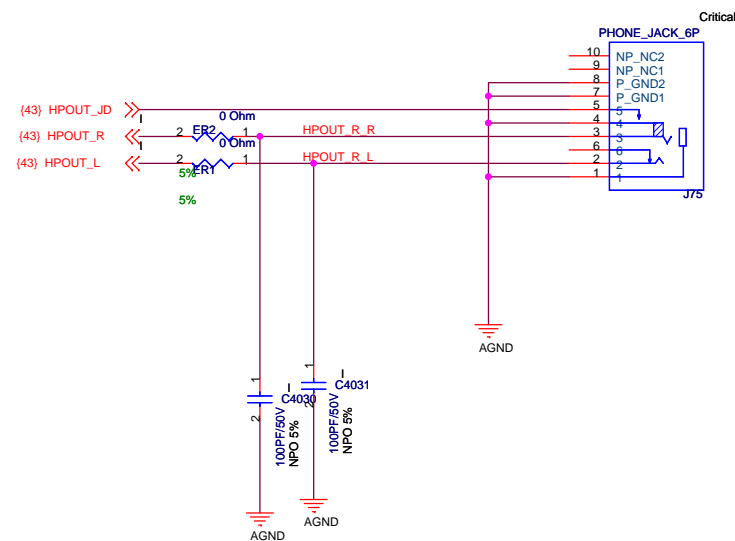 Critical
PHONE_JACK_6P
10 NP_NC2
9 NP_NC1
8 P_GND2
7 P_GND1
{43} HPOUT_JD
5 5
0 Ohm
4 4
{43} HPOUT_R
I
2 ER2 1
HPOUT_R_R
3 3
0 Ohm
6 6
I
{43} HPOUT_L
2 ER1 1
HPOUT_R_L
2 2
5%
1 1
5%
J75
AGND
1
I
C4031
2
100PF/50V
NPO 5%
1
I
C4030
2
100PF/50V
NPO 5%
AGND
AGND